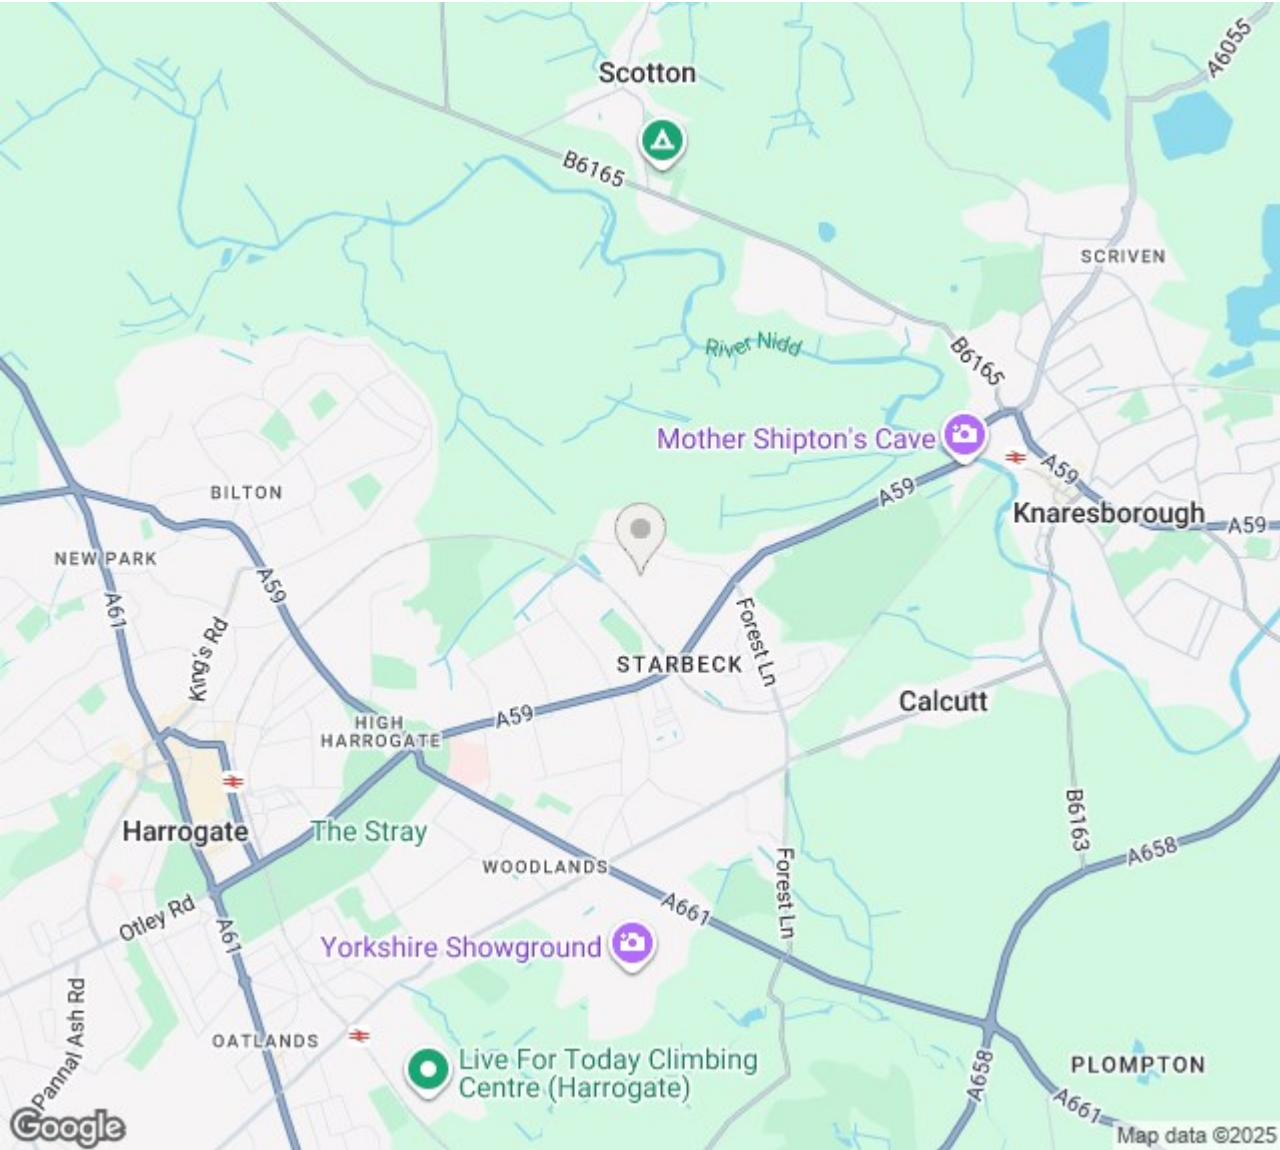 A6055
Scotton
B6165
SCRIVEN
River Nidd
B6165
Mother Shipton's Cave
A59
A59
Knaresborough
A59
BILTON
NEW PARK
A59
A61
King's Rd
Forest Ln
STARBECK
Calcutt
A59
HIGH
HARROGATE
B6163
Harrogate
The Stray
A658
WOODLANDS
Forest Ln
Otley Rd
A661
A61
Yorkshire Showground
Pannal Ash Rd
OATLANDS
Live For Today Climbing
Centre (Harrogate)
PLOMPTON
A658
A661
Google
Map data ©2025